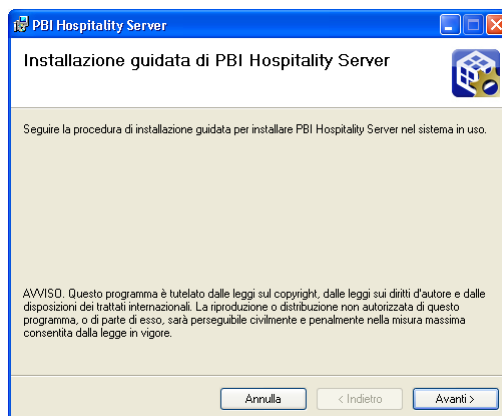 PBI Hospitality Server
Installazione guidata di PBI Hospitality Server
Seguire la procedura di installazione guidata per installare PBI Hospitality Server nel sistema in uso.
AVVISO. Questo programma è tutelato dalle leggi sul copyright, dalle leggi sui diritti d'autore e dalle
disposizioni dei trattati internazionali. La riproduzione o distribuzione non autorizzata di questo
programma, o di parte di esso, sarà perseguibile civilmente e penalmente nella misura massima
consentita dalla legge in vigore.
Annulla < Indietro Avanti >